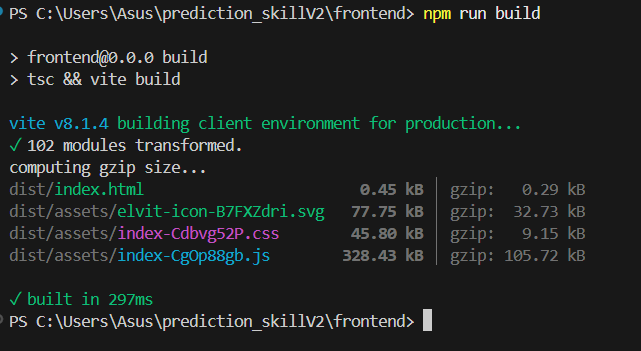 PS C:\Users\Asus\prediction_skillV2\frontend> npm run build
> frontend@0.0.0 build
> tsc && vite build
vite v8.1.4 building client environment for production...
✓ 102 modules transformed.
computing gzip size...
dist/index.html 0.45 kB │ gzip: 0.29 kB
dist/assets/elvit-icon-B7FXZdri.svg 77.75 kB │ gzip: 32.73 kB
dist/assets/index-Cdbvg52P.css 45.80 kB │ gzip: 9.15 kB
dist/assets/index-CgOp88gb.js 328.43 kB │ gzip: 105.72 kB
✓ built in 297ms
PS C:\Users\Asus\prediction_skillV2\frontend>